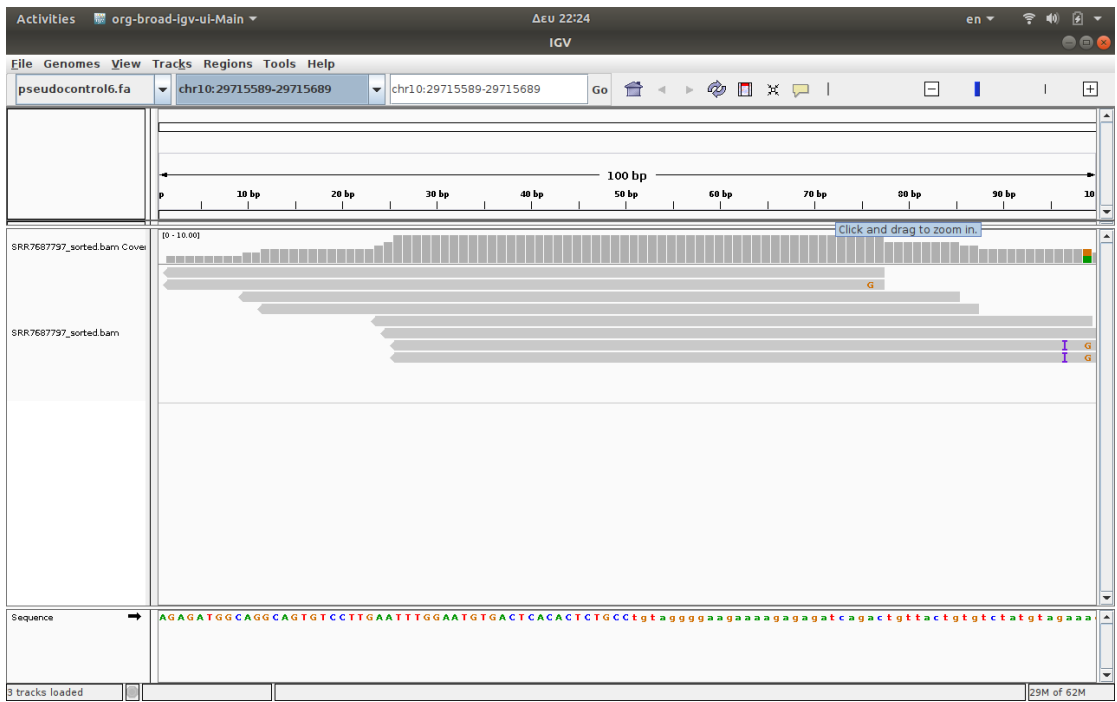 Activities org-broad-igv-ui-Main Δευ 22:24 en
IGV
File Genomes View Tracks Regions Tools Help
pseudocontrol6.fa chr10:29715589-29715689 chr10:29715589-29715689 Go
100 bp
p 10 bp 20 bp 30 bp 40 bp 50 bp 60 bp 70 bp 80 bp 90 bp 10
Click and drag to zoom in.
SRR7687797_sorted.bam Cover [0 - 10.00]
G
SRR7687797_sorted.bam
I G
I G
Sequence AGAGATGGCAGGCAGTGTCCTTGAATTTGGAATGTGACTCACACTCTGCCtgtaggggaagaaaagagagatcagactgttactgtgtctatgtagaaa
3 tracks loaded 29M of 62M